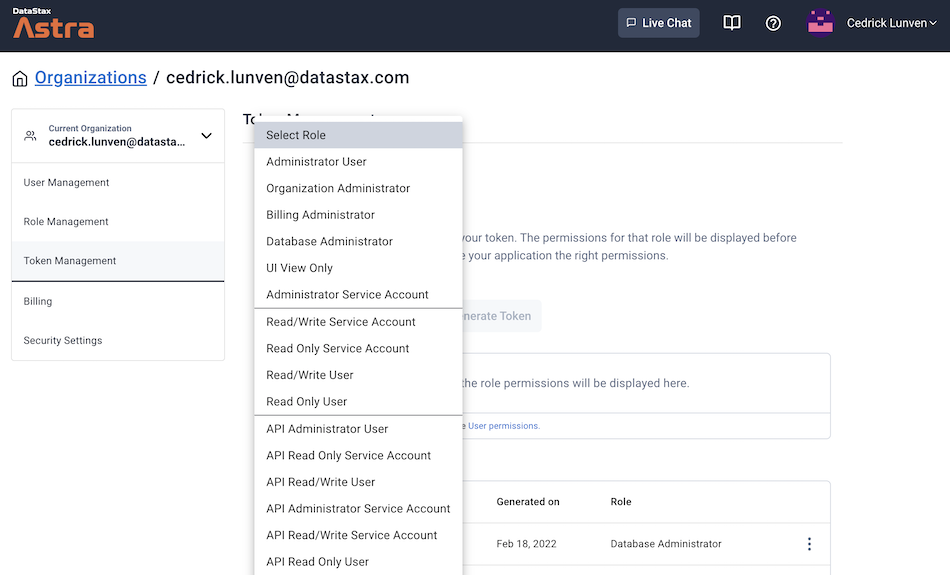 DataStax
Astra
Live Chat
Cedrick Lunven
Organizations / cedrick.lunven@datastax.com
Current Organization
cedrick.lunven@datasta...
User Management
Role Management
Token Management
Billing
Security Settings
Select Role
Administrator User
Organization Administrator
Billing Administrator
Database Administrator
UI View Only
Administrator Service Account
Read/Write Service Account
Read Only Service Account
Read/Write User
Read Only User
API Administrator User
API Read Only Service Account
API Read/Write User
API Administrator Service Account
API Read/Write Service Account
API Read Only User
your token. The permissions for that role will be displayed before
your application the right permissions.
Token
the role permissions will be displayed here.
User permissions.
Generated on
Role
Feb 18, 2022
Database Administrator